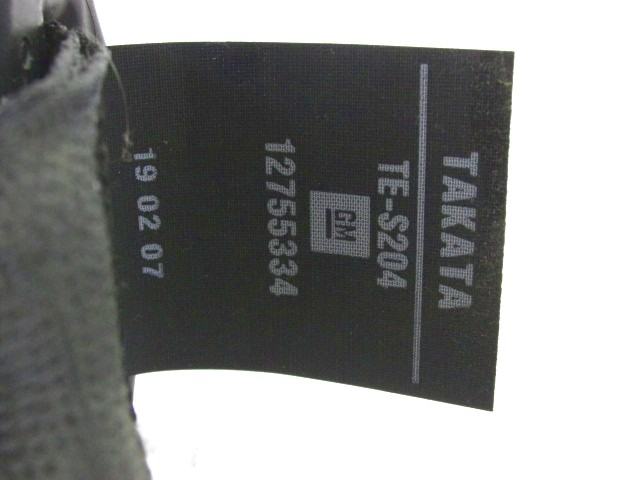 TAKATA
TE-S204
GM
12755334
19 02 07